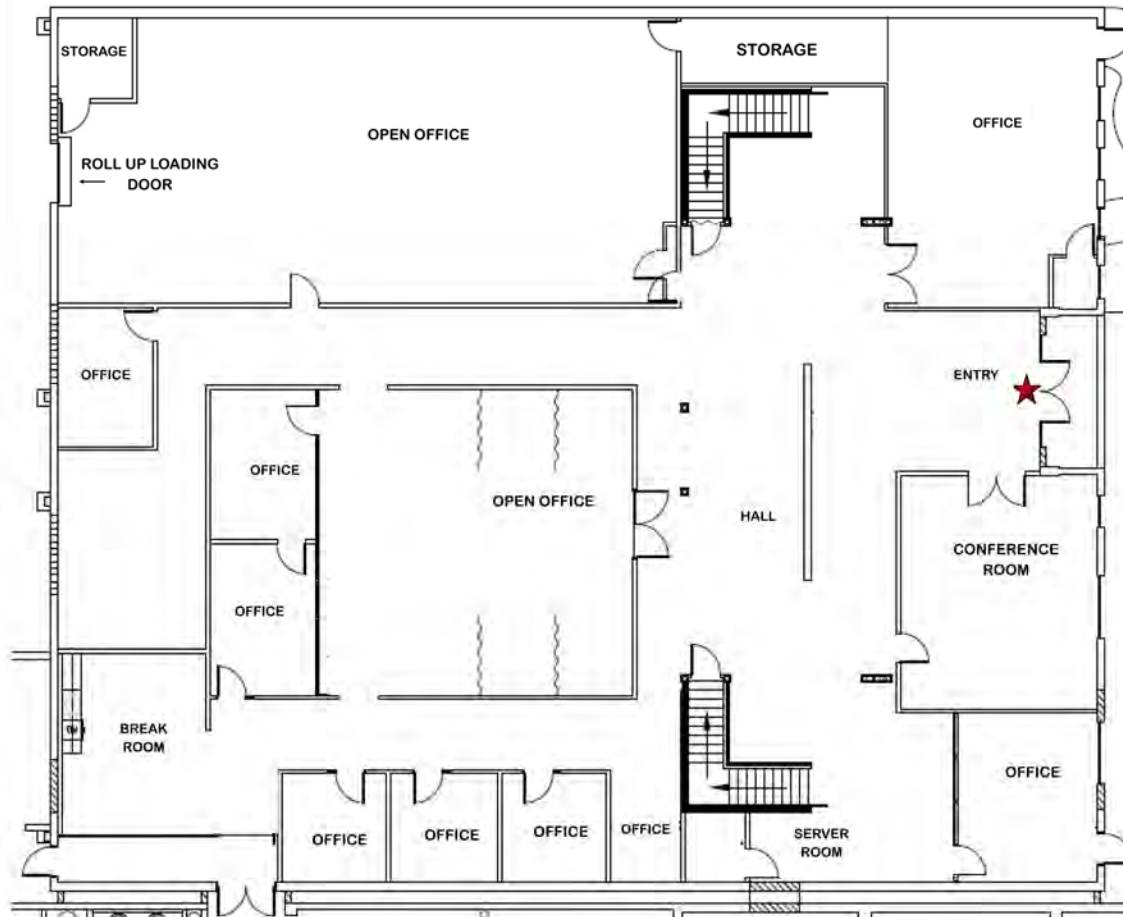 STORAGE
STORAGE
OFFICE
OPEN OFFICE
ROLL UP LOADING
DOOR
OFFICE
ENTRY
OFFICE
OPEN OFFICE
HALL
CONFERENCE
ROOM
OFFICE
BREAK
ROOM
OFFICE
OFFICE
OFFICE
OFFICE
OFFICE
SERVER
ROOM